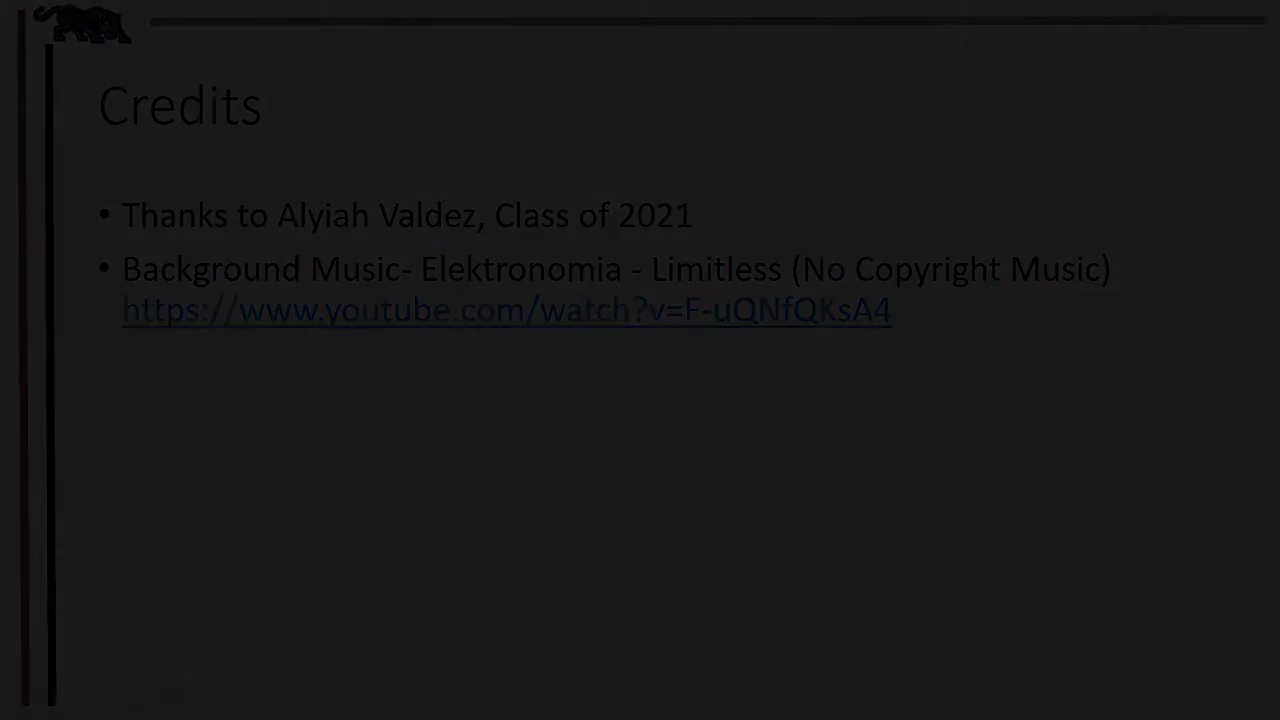 Credits
• Thanks to Alyiah Valdez, Class of 2021
• Background Music- Elektronomia - Limitless (No Copyright Music)
https://www.youtube.com/watch?v=F-uQNfQKsA4